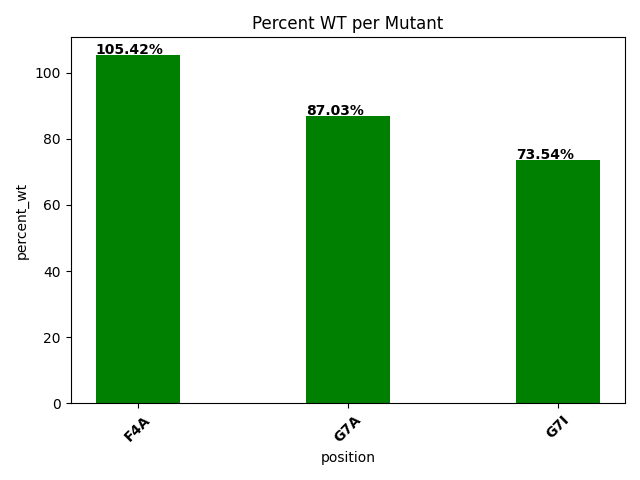 Percent WT per Mutant
105.42%
87.03%
73.54%
percent_wt
100
80
60
40
20
0
F4A
G7A
G7I
position